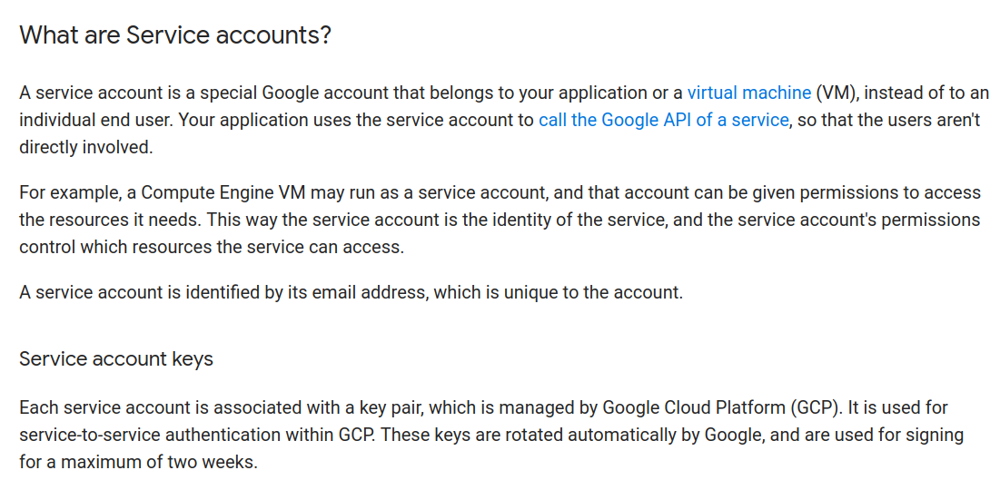 What are Service accounts?
A service account is a special Google account that belongs to your application or a virtual machine (VM), instead of to an
individual end user. Your application uses the service account to call the Google API of a service, so that the users aren't
directly involved.
For example, a Compute Engine VM may run as a service account, and that account can be given permissions to access
the resources it needs. This way the service account is the identity of the service, and the service account's permissions
control which resources the service can access.
A service account is identified by its email address, which is unique to the account.
Service account keys
Each service account is associated with a key pair, which is managed by Google Cloud Platform (GCP). It is used for
service-to-service authentication within GCP. These keys are rotated automatically by Google, and are used for signing
for a maximum of two weeks.